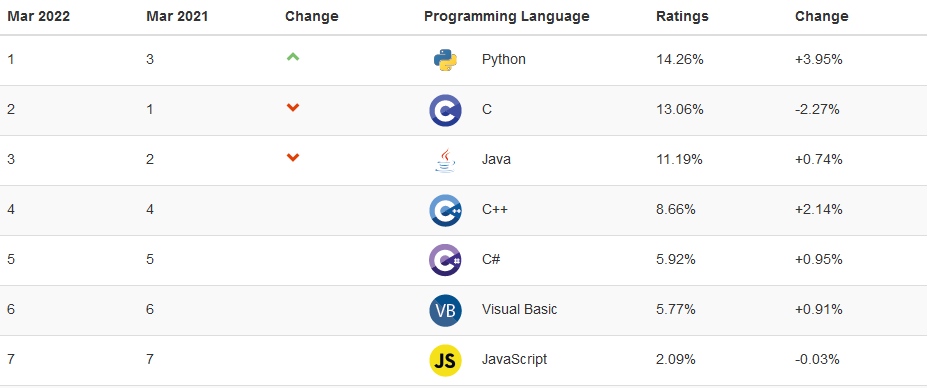 Mar 2022 Mar 2021 Change Programming Language Ratings Change
1 3 Python 14.26% +3.95%
2 1 C C 13.06% -2.27%
3 2 Java 11.19% +0.74%
4 4 C++ C++ 8.66% +2.14%
5 5 C# C# 5.92% +0.95%
6 6 VB Visual Basic 5.77% +0.91%
7 7 JS JavaScript 2.09% -0.03%